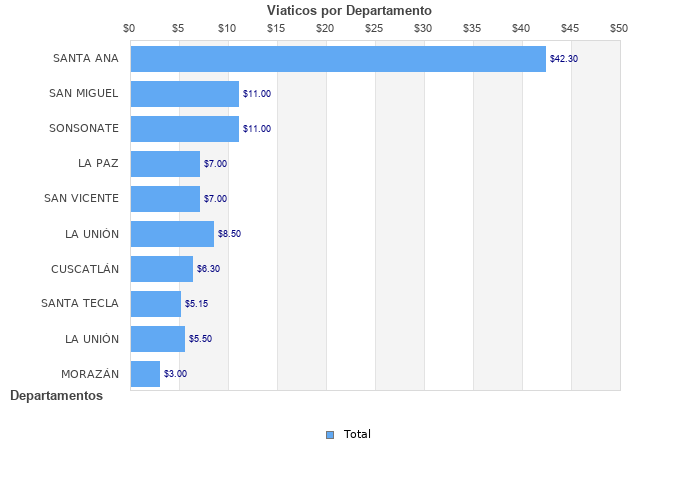 Viaticos por Departamento
$0 $5 $10 $15 $20 $25 $30 $35 $40 $45 $50
SANTA ANA $42.30
SAN MIGUEL $11.00
SONSONATE $11.00
LA PAZ $7.00
SAN VICENTE $7.00
LA UNIÓN $8.50
CUSCATLÁN $6.30
SANTA TECLA $5.15
LA UNIÓN $5.50
MORAZÁN $3.00
Departamentos
Total